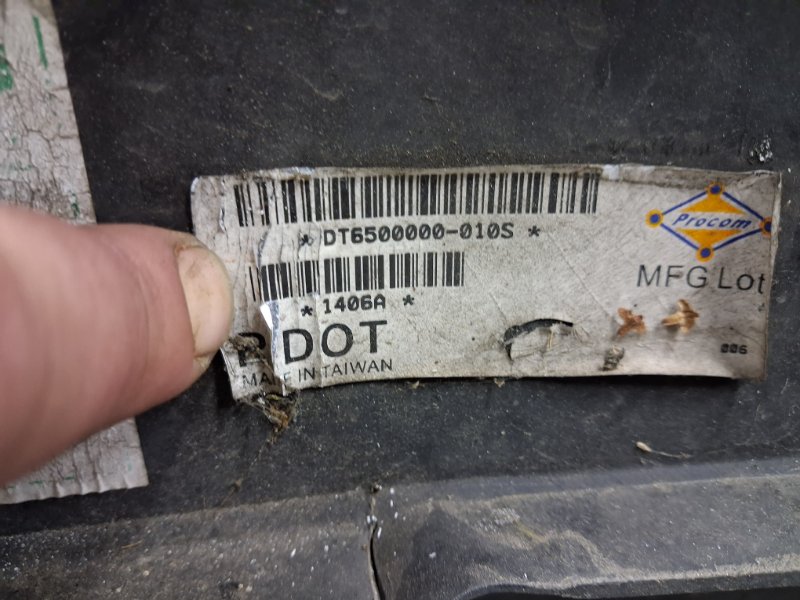 * DT6500000-010S *
Procom
MFG Lot
* 1406A *
DOT
MADE IN TAIWAN
006